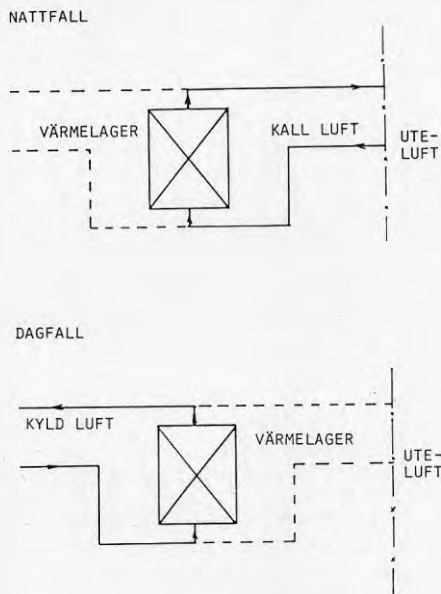 NATTFALL
VÄRMELAGER
KALL LUFT
UTE-
LUFT
DAGFALL
KYLD LUFT
VÄRMELAGER
UTE-
LUFT